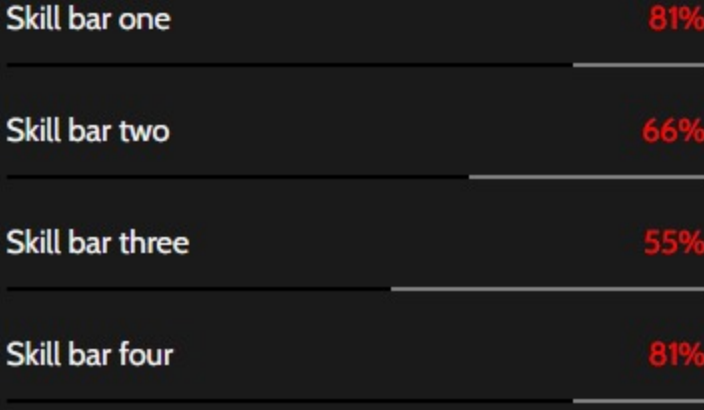 Skill bar one 81%
Skill bar two 66%
Skill bar three 55%
Skill bar four 81%